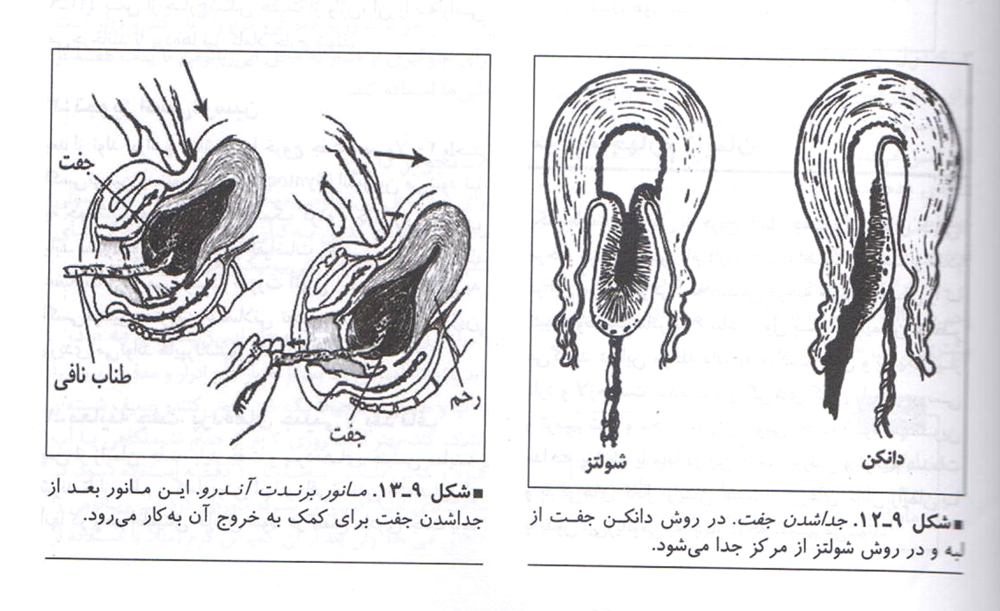 شولتز
دانکن
■شکل ۹ـ۱۲. جداشدن جفت. در روش دانکن جفت از
لبه و در روش شولتز از مرکز جدا می‌شود.
جفت
طناب نافی
رحم
جفت
■شکل ۹ـ۱۳. مانور برندت آندرو. این مانور بعد از
جداشدن جفت برای کمک به خروج آن به‌کار می‌رود.